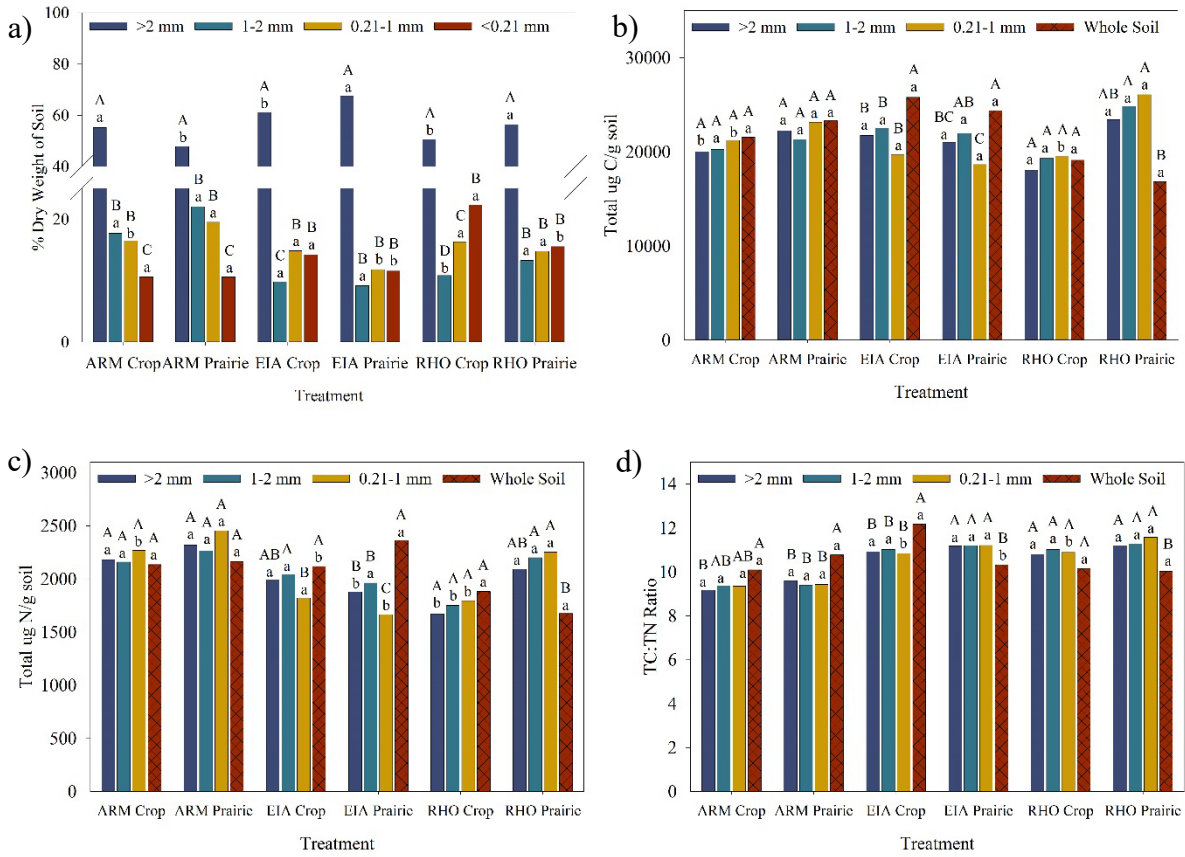 a)
>2 mm 1-2 mm 0.21-1 mm <0.21 mm
% Dry Weight of Soil
100
80
60
40
20
0
A B B C
a a b a
A B B C
b a a a
A C B B
b a a a
A B B B
a a a a
A D C B
b b a a
A B B B
a a a a
ARM Crop ARM Prairie EIA Crop EIA Prairie RHO Crop RHO Prairie
Treatment
b)
>2 mm 1-2 mm 0.21-1 mm Whole Soil
Total ug C/g soil
30000
20000
10000
0
A A A A
b a b a
A A A A
a a a a
B B B A
a a a a
BC AB C A
a a a a
A A A A
a a b a
AB A A B
a a a a
ARM Crop ARM Prairie EIA Crop EIA Prairie RHO Crop RHO Prairie
Treatment
c)
>2 mm 1-2 mm 0.21-1 mm Whole Soil
Total ug N/g soil
3000
2500
2000
1500
1000
500
0
A A A A
a a b a
A A A A
a a a a
AB A B A
a a a b
B B C A
b a b a
A A A A
b b b a
AB A A B
a a a a
ARM Crop ARM Prairie EIA Crop EIA Prairie RHO Crop RHO Prairie
Treatment
d)
>2 mm 1-2 mm 0.21-1 mm Whole Soil
TC:TN Ratio
14
12
10
8
6
4
2
0
B AB AB A
a a a a
B B B A
a a a a
B B B A
a a b a
A A A B
a a a b
A A A A
a a b a
A A A B
a a a a
ARM Crop ARM Prairie EIA Crop EIA Prairie RHO Crop RHO Prairie
Treatment